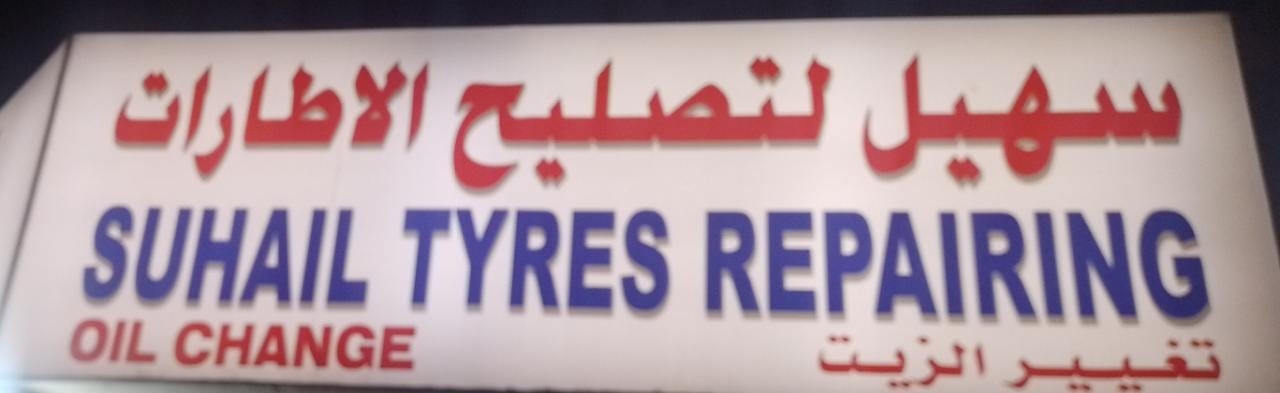 سهيل لتصليح الاطارات
SUHAIL TYRES REPAIRING
OIL CHANGE تغيير الزيت